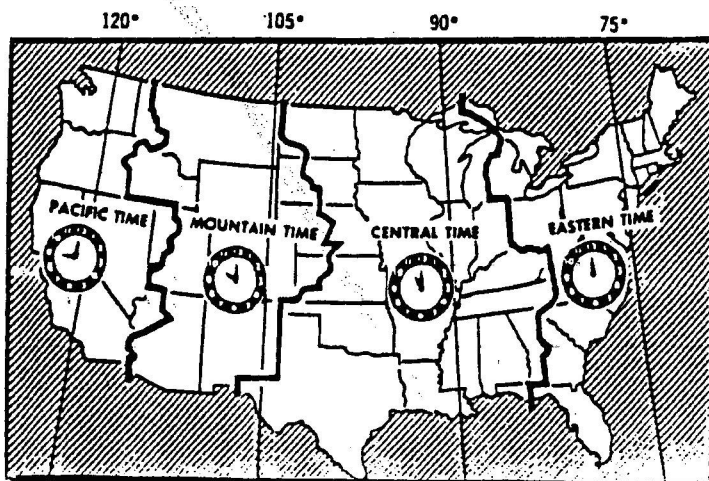 120° 105° 90° 75°
PACIFIC TIME
MOUNTAIN TIME
CENTRAL TIME
EASTERN TIME